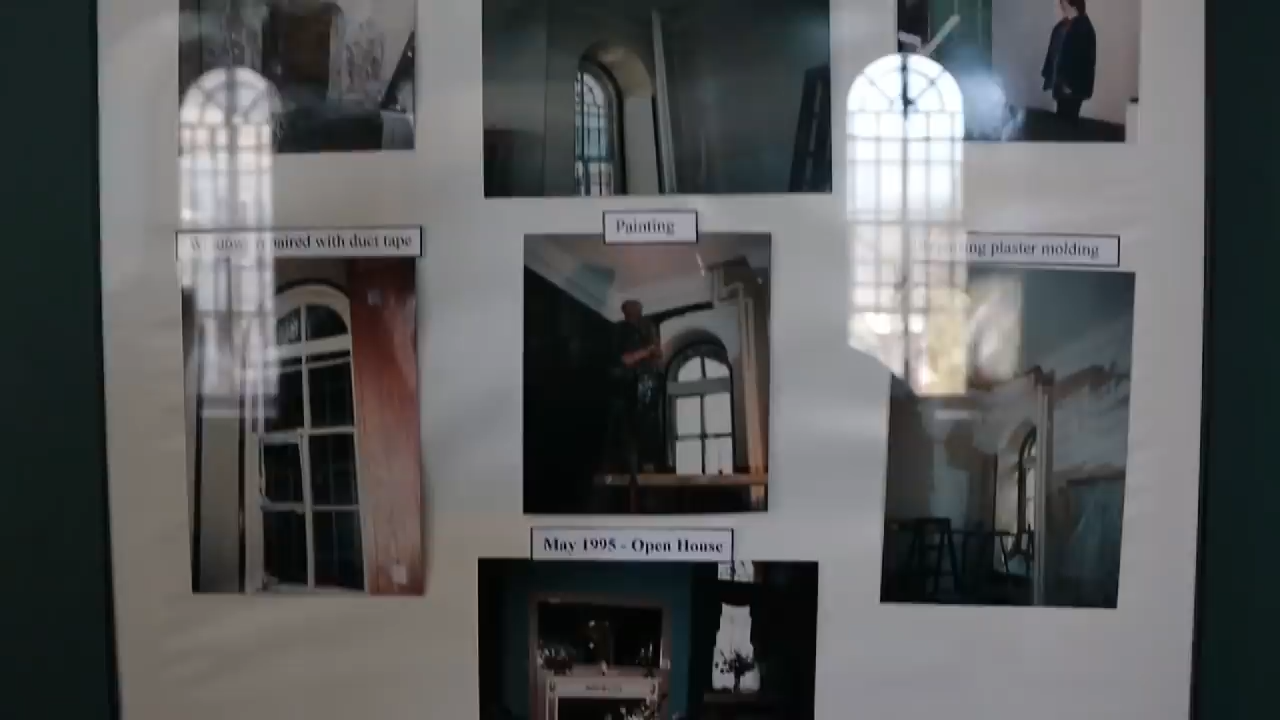 Painting
paired with duct tape
plaster molding
May 1995 - Open House